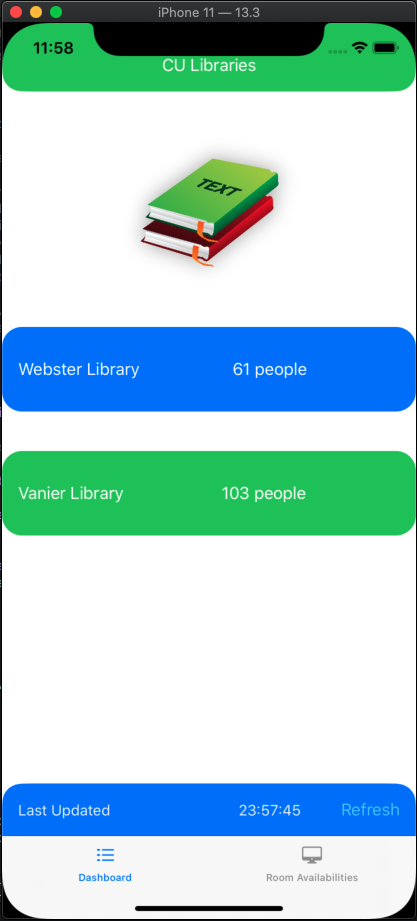 iPhone 11 — 13.3
11:58
CU Libraries
TEXT
Webster Library 61 people
Vanier Library 103 people
Last Updated 23:57:45 Refresh
Dashboard Room Availabilities